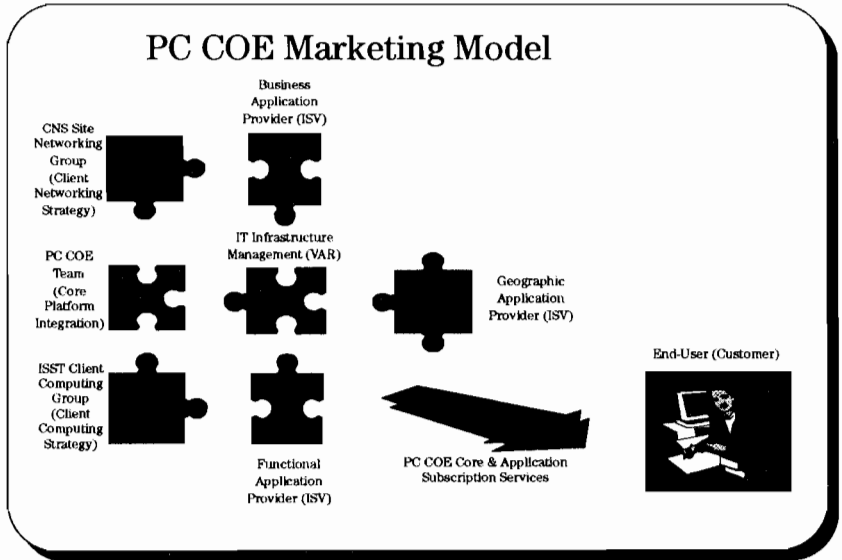 PC COE Marketing Model
Business
Application
Provider (ISV)
CNS Site
Networking
Group
(Client
Networking
Strategy)
IT Infrastructure
Management (VAR)
PC COE
Team
(Core
Platform
Integration)
Geographic
Application
Provider (ISV)
ISST Client
Computing
Group
(Client
Computing
Strategy)
Functional
Application
Provider (ISV)
PC COE Core & Application
Subscription Services
End-User (Customer)